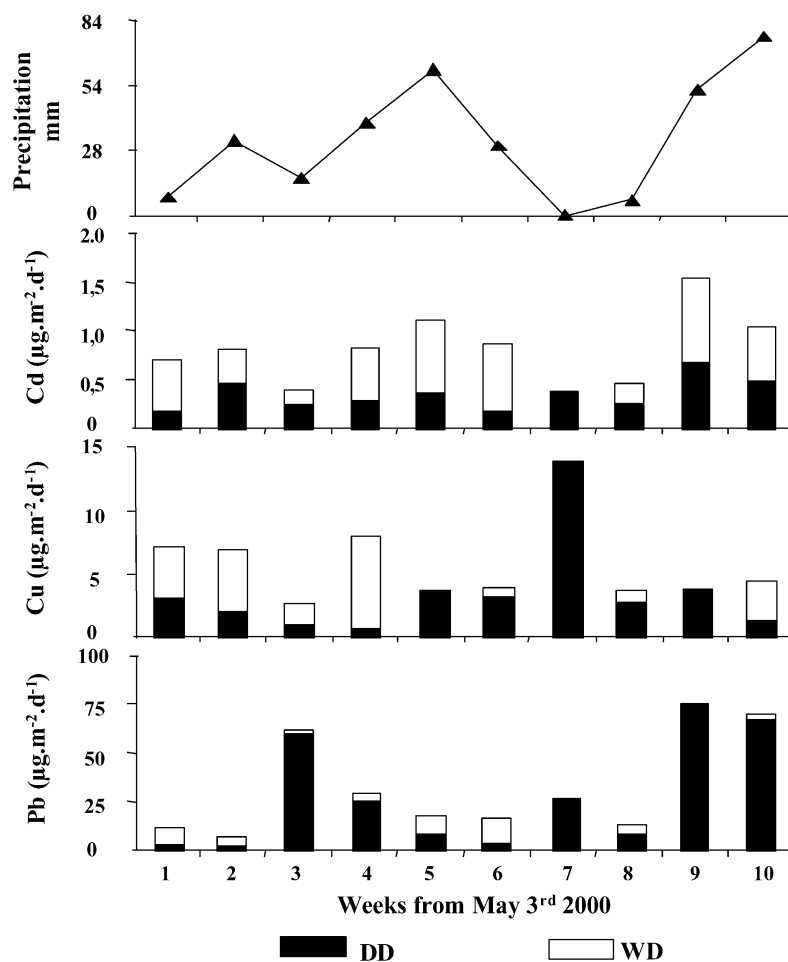 Precipitation
mm
84
54
28
0
Cd (µg.m⁻².d⁻¹)
2.0
1,5
1,0
0,5
0
Cu (µg.m⁻².d⁻¹)
15
10
5
0
Pb (µg.m⁻².d⁻¹)
100
75
50
25
0
1 2 3 4 5 6 7 8 9 10
Weeks from May 3ʳᵈ 2000
DD WD